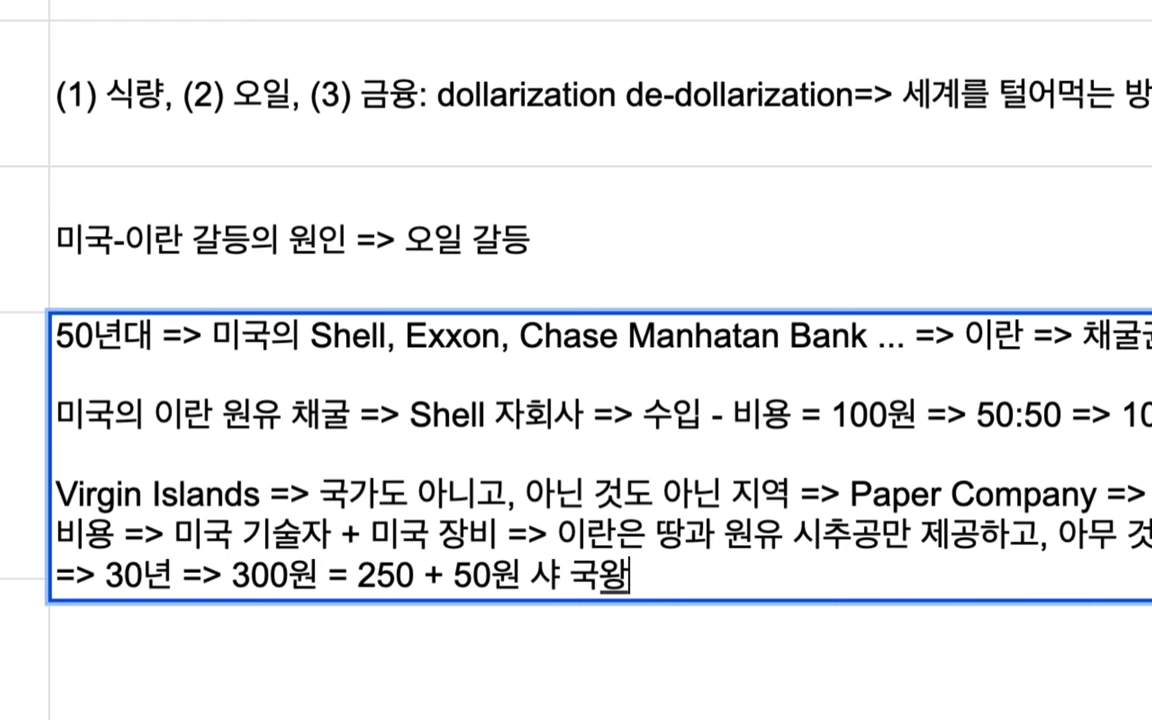 (1) 식량, (2) 오일, (3) 금융: dollarization de-dollarization=> 세계를 털어먹는 방
미국-이란 갈등의 원인 => 오일 갈등
50년대 => 미국의 Shell, Exxon, Chase Manhatan Bank ... => 이란 => 채굴
미국의 이란 원유 채굴 => Shell 자회사 => 수입 - 비용 = 100원 => 50:50 => 10
Virgin Islands => 국가도 아니고, 아닌 것도 아닌 지역 => Paper Company =>
비용 => 미국 기술자 + 미국 장비 => 이란은 땅과 원유 시추공만 제공하고, 아무 것
=> 30년 => 300원 = 250 + 50원 샤 국왕